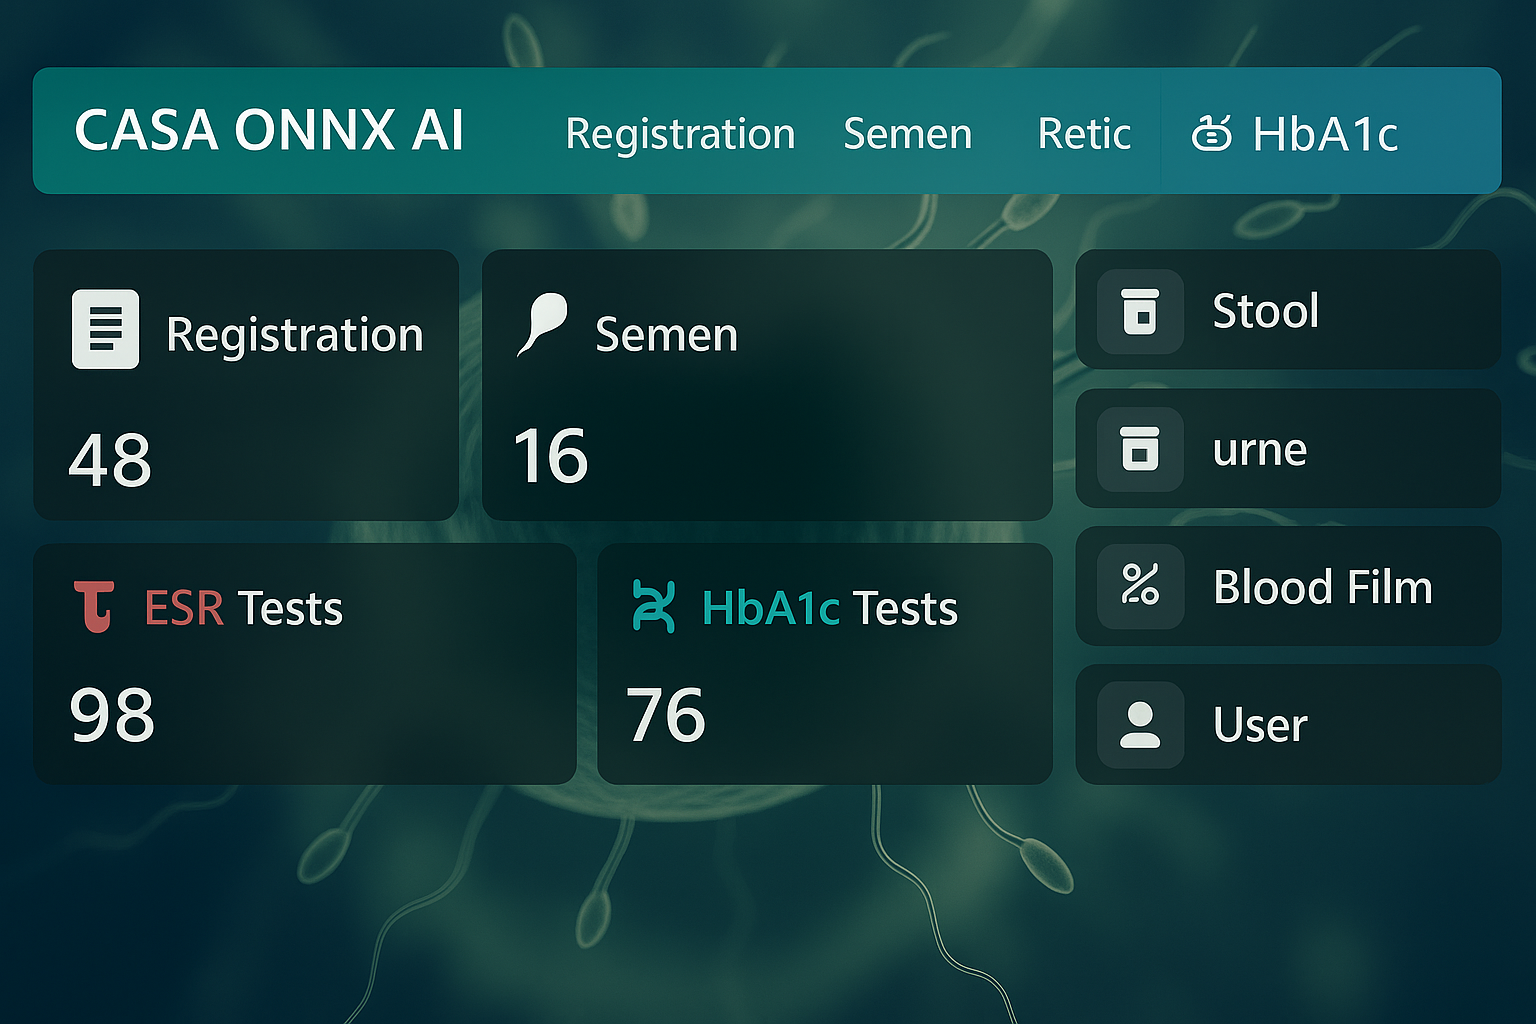 CASA ONNX AI
Registration
Semen
Retic
HbA1c
Registration
48
Semen
16
ESR Tests
98
HbA1c Tests
76
Stool
urne
Blood Film
User